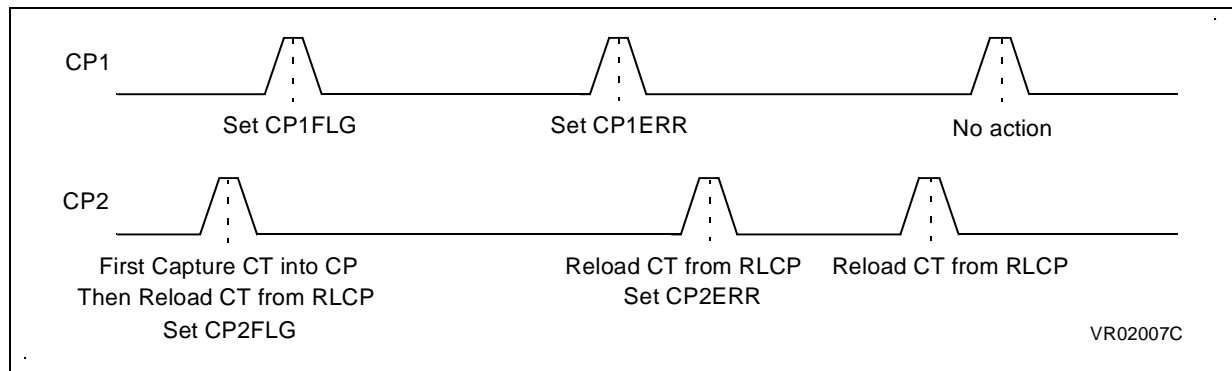 CP1
Set CP1FLG
Set CP1ERR
No action
CP2
First Capture CT into CP
Then Reload CT from RLCP
Set CP2FLG
Reload CT from RLCP
Set CP2ERR
Reload CT from RLCP
VR02007C